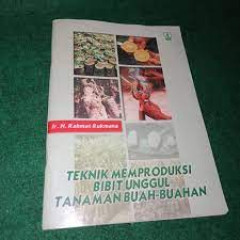 Ir. H. Rahmat Rukmana
TEKNIK MEMPRODUKSI
BIBIT UNGGUL
TANAMAN BUAH-BUAHAN